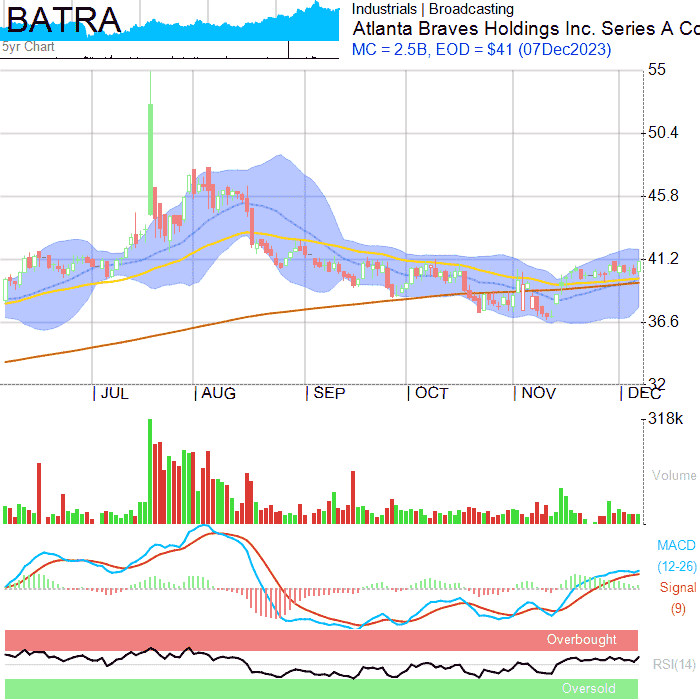 BATRA
5yr Chart
Industrials | Broadcasting
Atlanta Braves Holdings Inc. Series A Co
MC = 2.5B, EOD = $41 (07Dec2023)
55
50.4
45.8
41.2
36.6
32
JUL
AUG
SEP
OCT
NOV
DEC
318k
Volume
MACD
(12-26)
Signal
(9)
Overbought
RSI(14)
Oversold